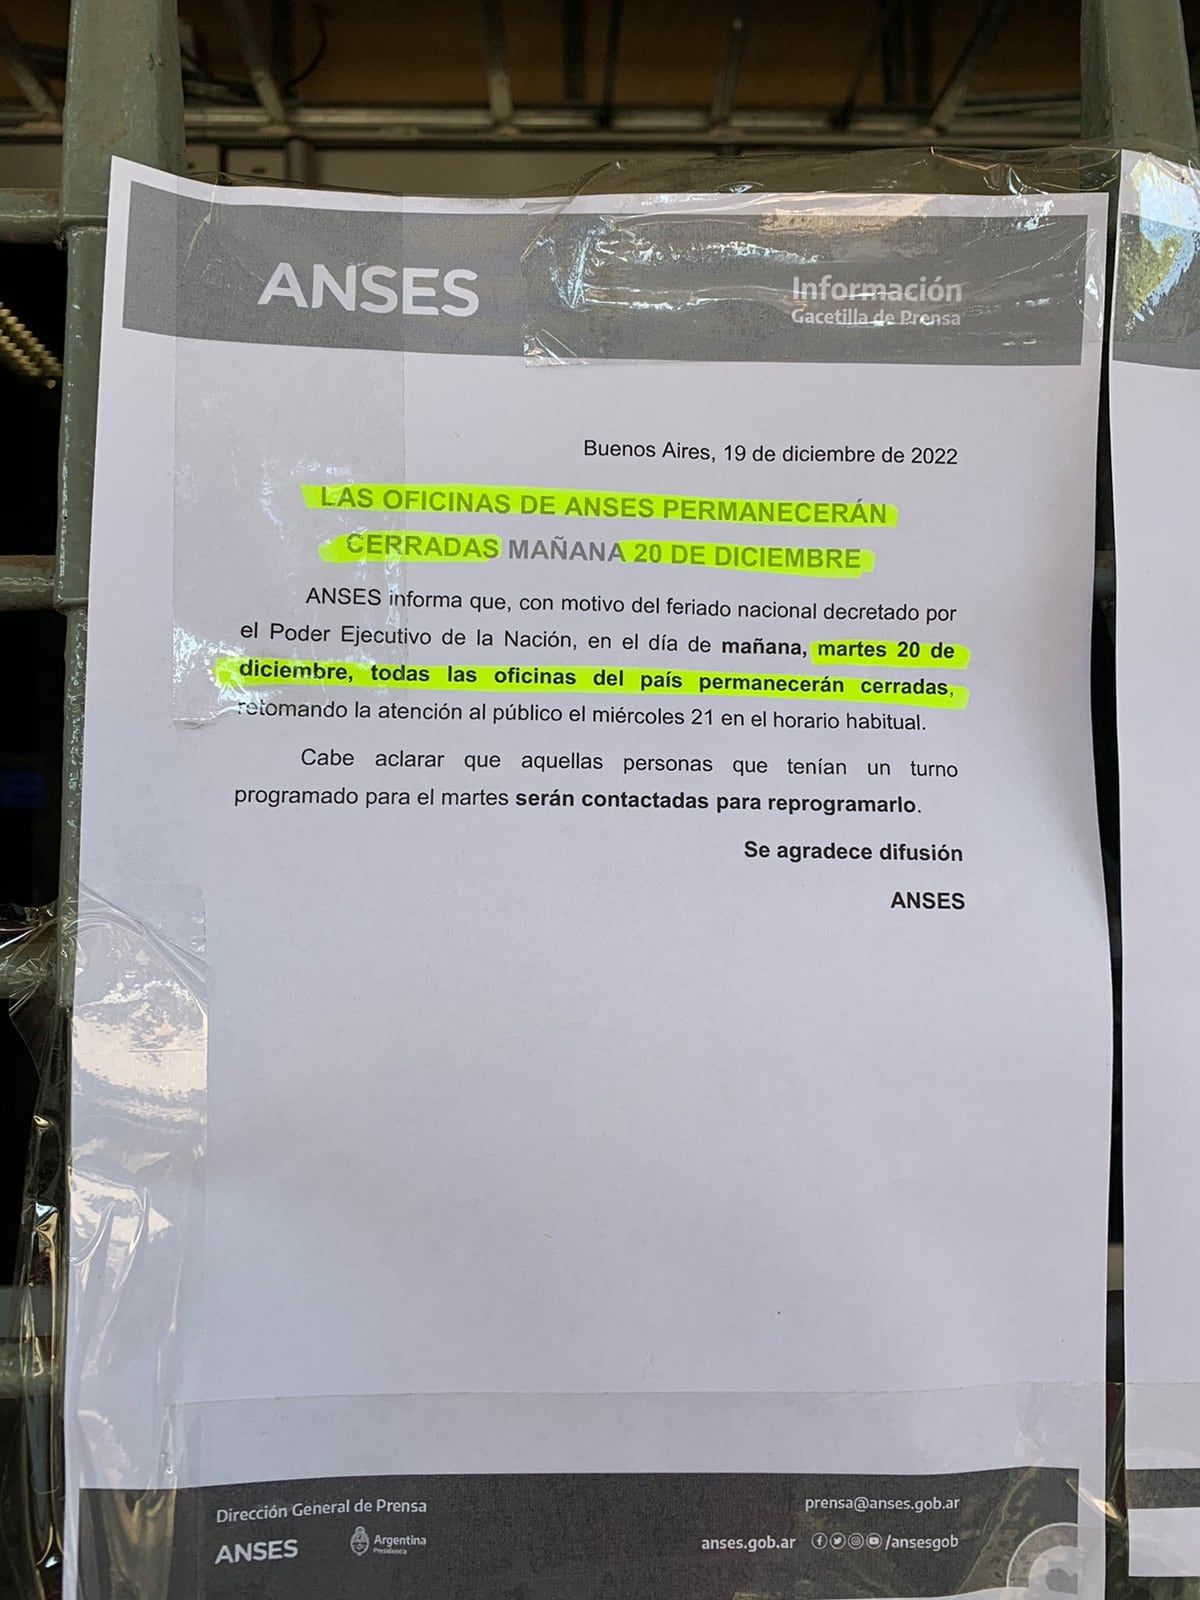 ANSES
Información
Gacetilla de Prensa
Buenos Aires, 19 de diciembre de 2022
LAS OFICINAS DE ANSES PERMANECERÁN
CERRADAS MAÑANA 20 DE DICIEMBRE
ANSES informa que, con motivo del feriado nacional decretado por
el Poder Ejecutivo de la Nación, en el día de mañana, martes 20 de
diciembre, todas las oficinas del país permanecerán cerradas,
retomando la atención al público el miércoles 21 en el horario habitual.
Cabe aclarar que aquellas personas que tenían un turno
programado para el martes serán contactadas para reprogramarlo.
Se agradece difusión
ANSES
Dirección General de Prensa
prensa@anses.gob.ar
ANSES
Argentina
Presidencia
anses.gob.ar
/ansesgob